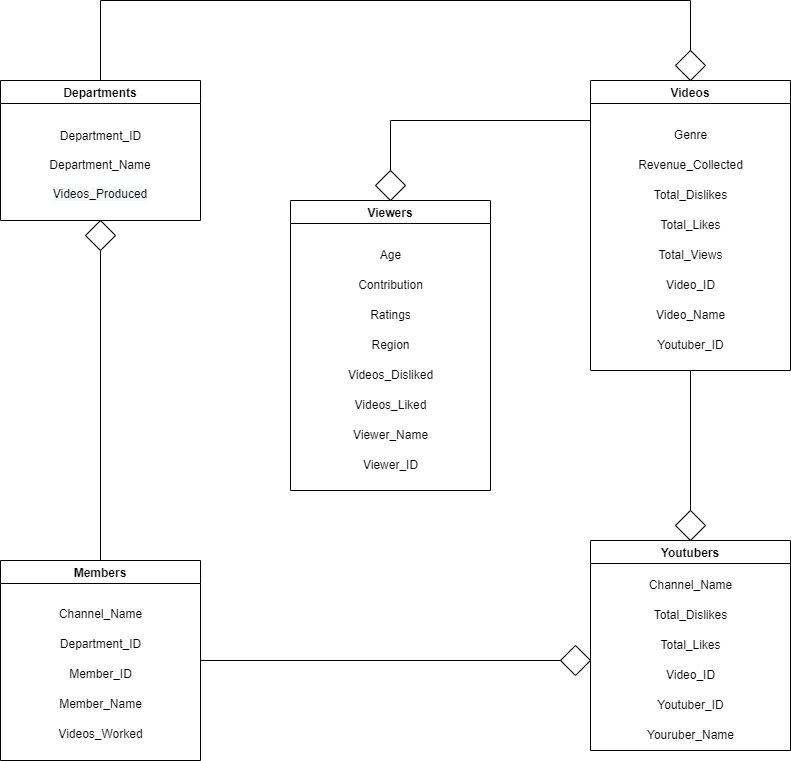 Departments
Department_ID
Department_Name
Videos_Produced
Videos
Genre
Revenue_Collected
Total_Dislikes
Total_Likes
Total_Views
Video_ID
Video_Name
Youtuber_ID
Viewers
Age
Contribution
Ratings
Region
Videos_Disliked
Videos_Liked
Viewer_Name
Viewer_ID
Members
Channel_Name
Department_ID
Member_ID
Member_Name
Videos_Worked
Youtubers
Channel_Name
Total_Dislikes
Total_Likes
Video_ID
Youtuber_ID
Youruber_Name